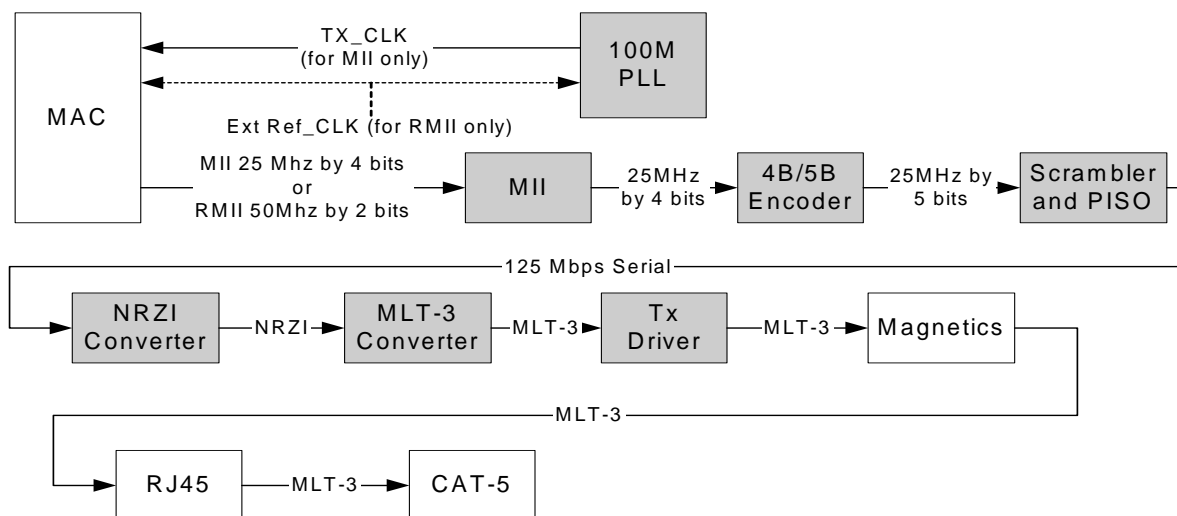 TX_CLK
(for MII only)
100M
PLL
MAC
Ext Ref_CLK (for RMII only)
MII 25 Mhz by 4 bits
or
RMII 50Mhz by 2 bits
MII
25MHz
by 4 bits
4B/5B
Encoder
25MHz by
5 bits
Scrambler
and PISO
125 Mbps Serial
NRZI
Converter
NRZI
MLT-3
Converter
MLT-3
Tx
Driver
MLT-3
Magnetics
MLT-3
RJ45
MLT-3
CAT-5